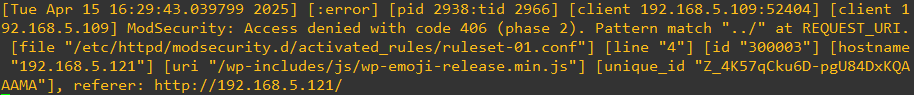 [Tue Apr 15 16:29:43.039799 2025] [:error] [pid 2938:tid 2966] [client 192.168.5.109:52404] [client 1
92.168.5.109] ModSecurity: Access denied with code 406 (phase 2). Pattern match "../" at REQUEST_URI.
 [file "/etc/httpd/modsecurity.d/activated_rules/ruleset-01.conf"] [line "4"] [id "300003"] [hostname
 "192.168.5.121"] [uri "/wp-includes/js/wp-emoji-release.min.js"] [unique_id "Z_4K57qCku6D-pgU84DxKQA
AAMA"], referer: http://192.168.5.121/